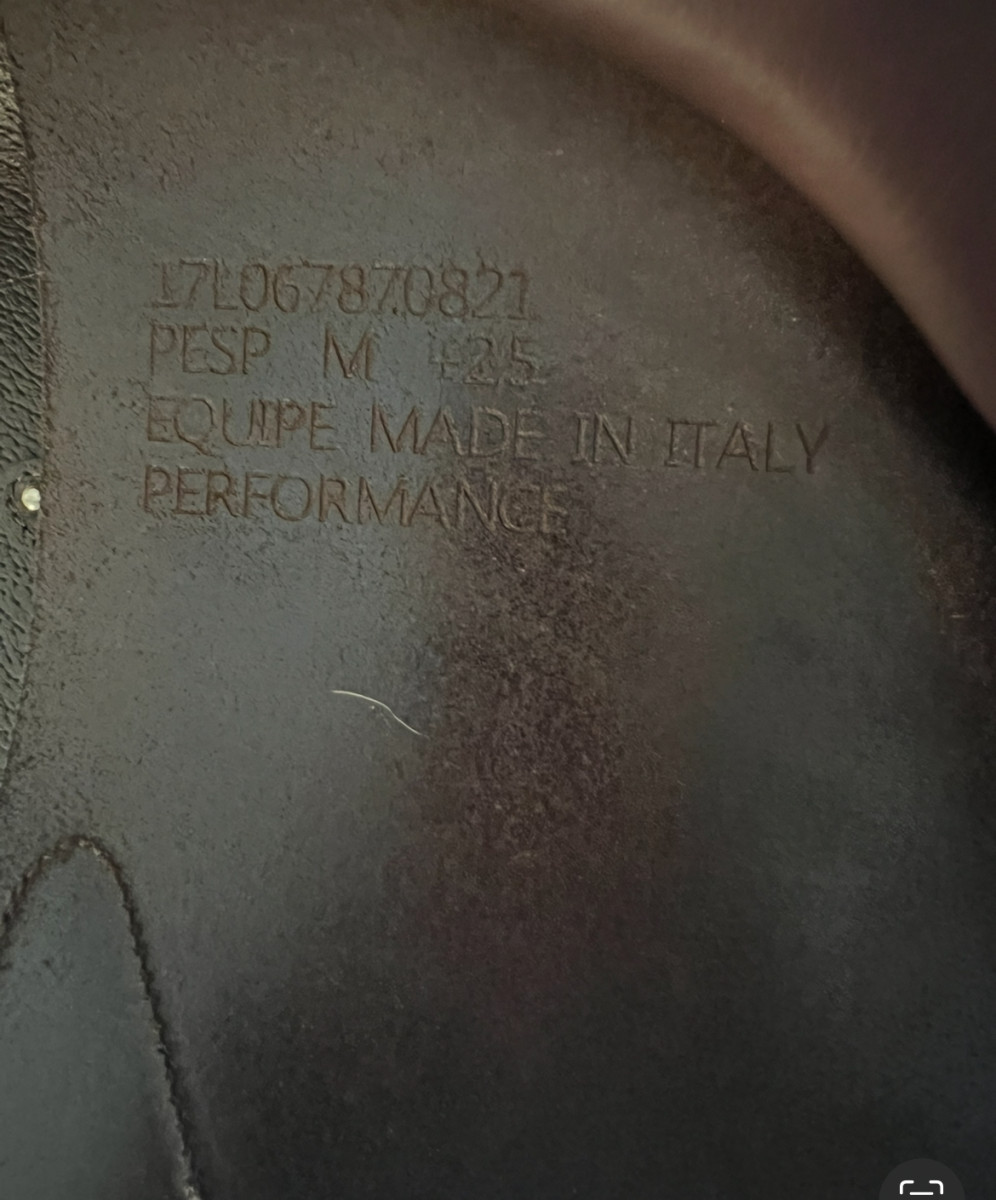 17L067870821
PESP M +2,5
EQUIPE MADE IN ITALY
PERFORMANCE